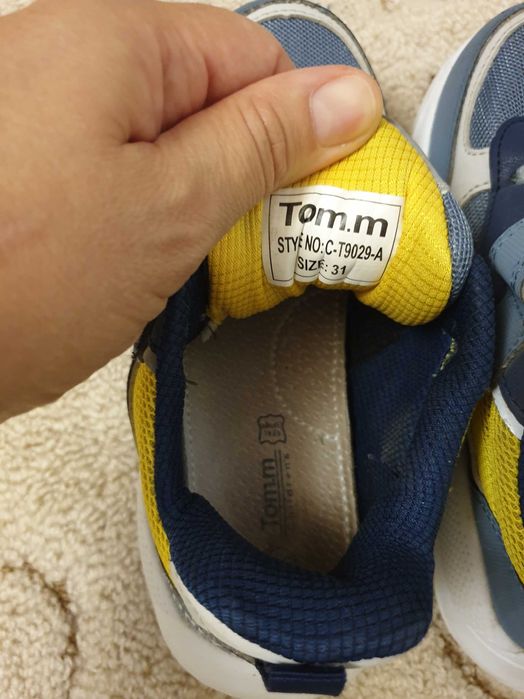 Tom.m
STYLE NO: C-T9029-A
SIZE: 31
Tom.m